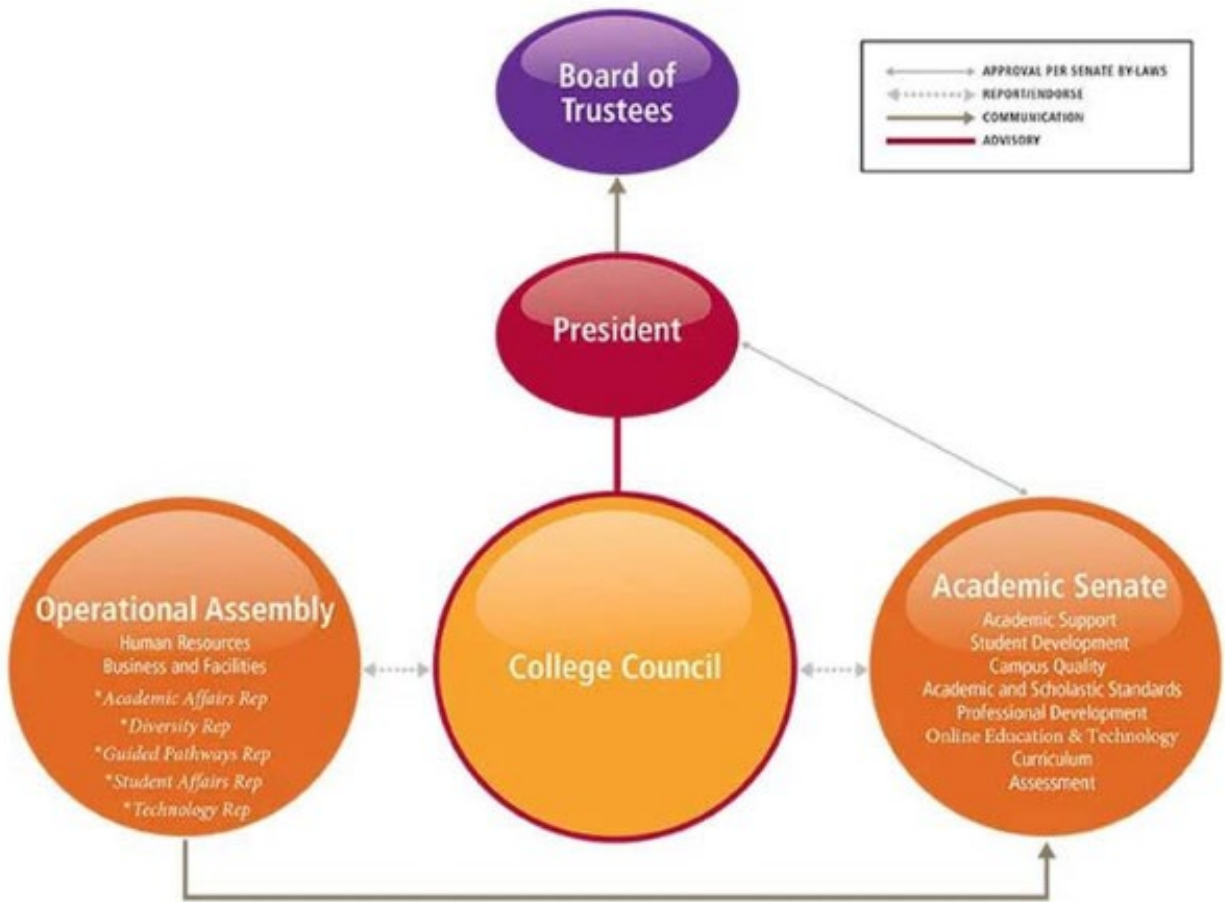 Board of
Trustees
APPROVAL PER SENATE BY-LAWS
REPORT/ENDORSE
COMMUNICATION
ADVISORY
President
Operational Assembly
Human Resources
Business and Facilities
*Academic Affairs Rep
*Diversity Rep
*Guided Pathways Rep
*Student Affairs Rep
*Technology Rep
College Council
Academic Senate
Academic Support
Student Development
Campus Quality
Academic and Scholastic Standards
Professional Development
Online Education & Technology
Curriculum
Assessment